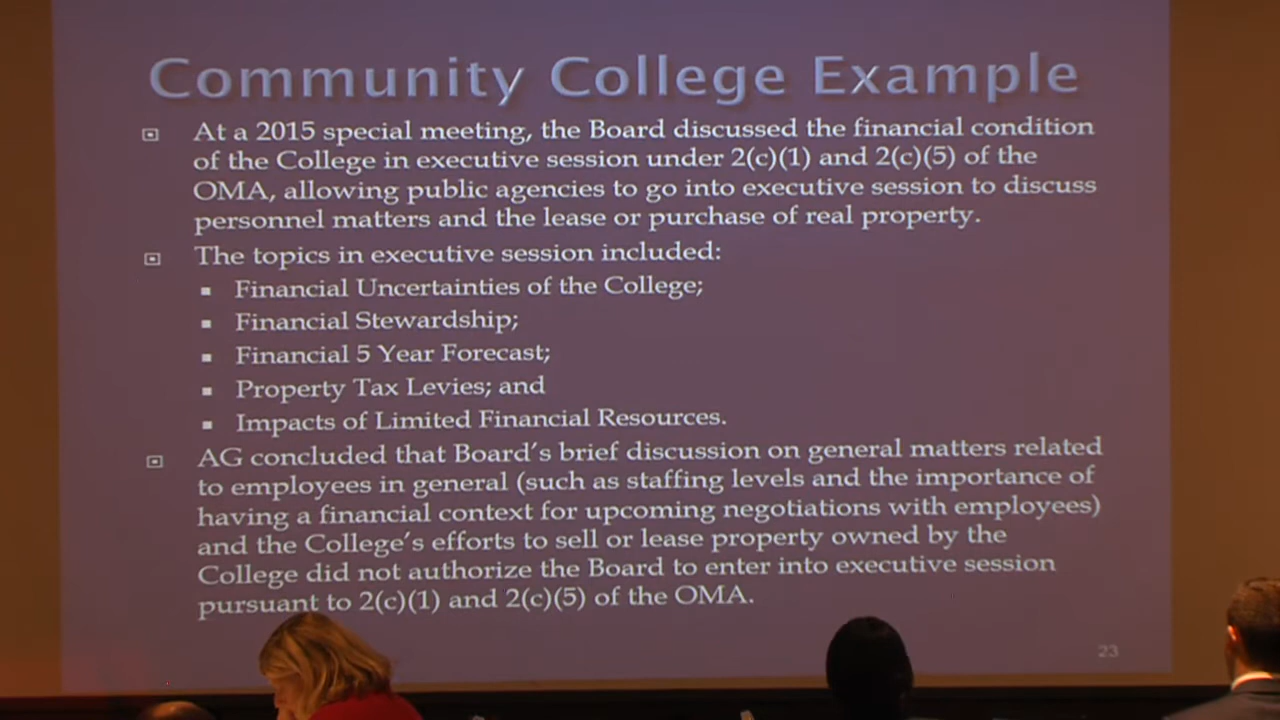 Community College Example
At a 2015 special meeting, the Board discussed the financial condition
of the College in executive session under 2(c)(1) and 2(c)(5) of the
OMA, allowing public agencies to go into executive session to discuss
personnel matters and the lease or purchase of real property.
The topics in executive session included:
Financial Uncertainties of the College;
Financial Stewardship;
Financial 5 Year Forecast;
Property Tax Levies; and
Impacts of Limited Financial Resources.
AG concluded that Board's brief discussion on general matters related
to employees in general (such as staffing levels and the importance of
having a financial context for upcoming negotiations with employees)
and the College's efforts to sell or lease property owned by the
College did not authorize the Board to enter into executive session
pursuant to 2(c)(1) and 2(c)(5) of the OMA.
23